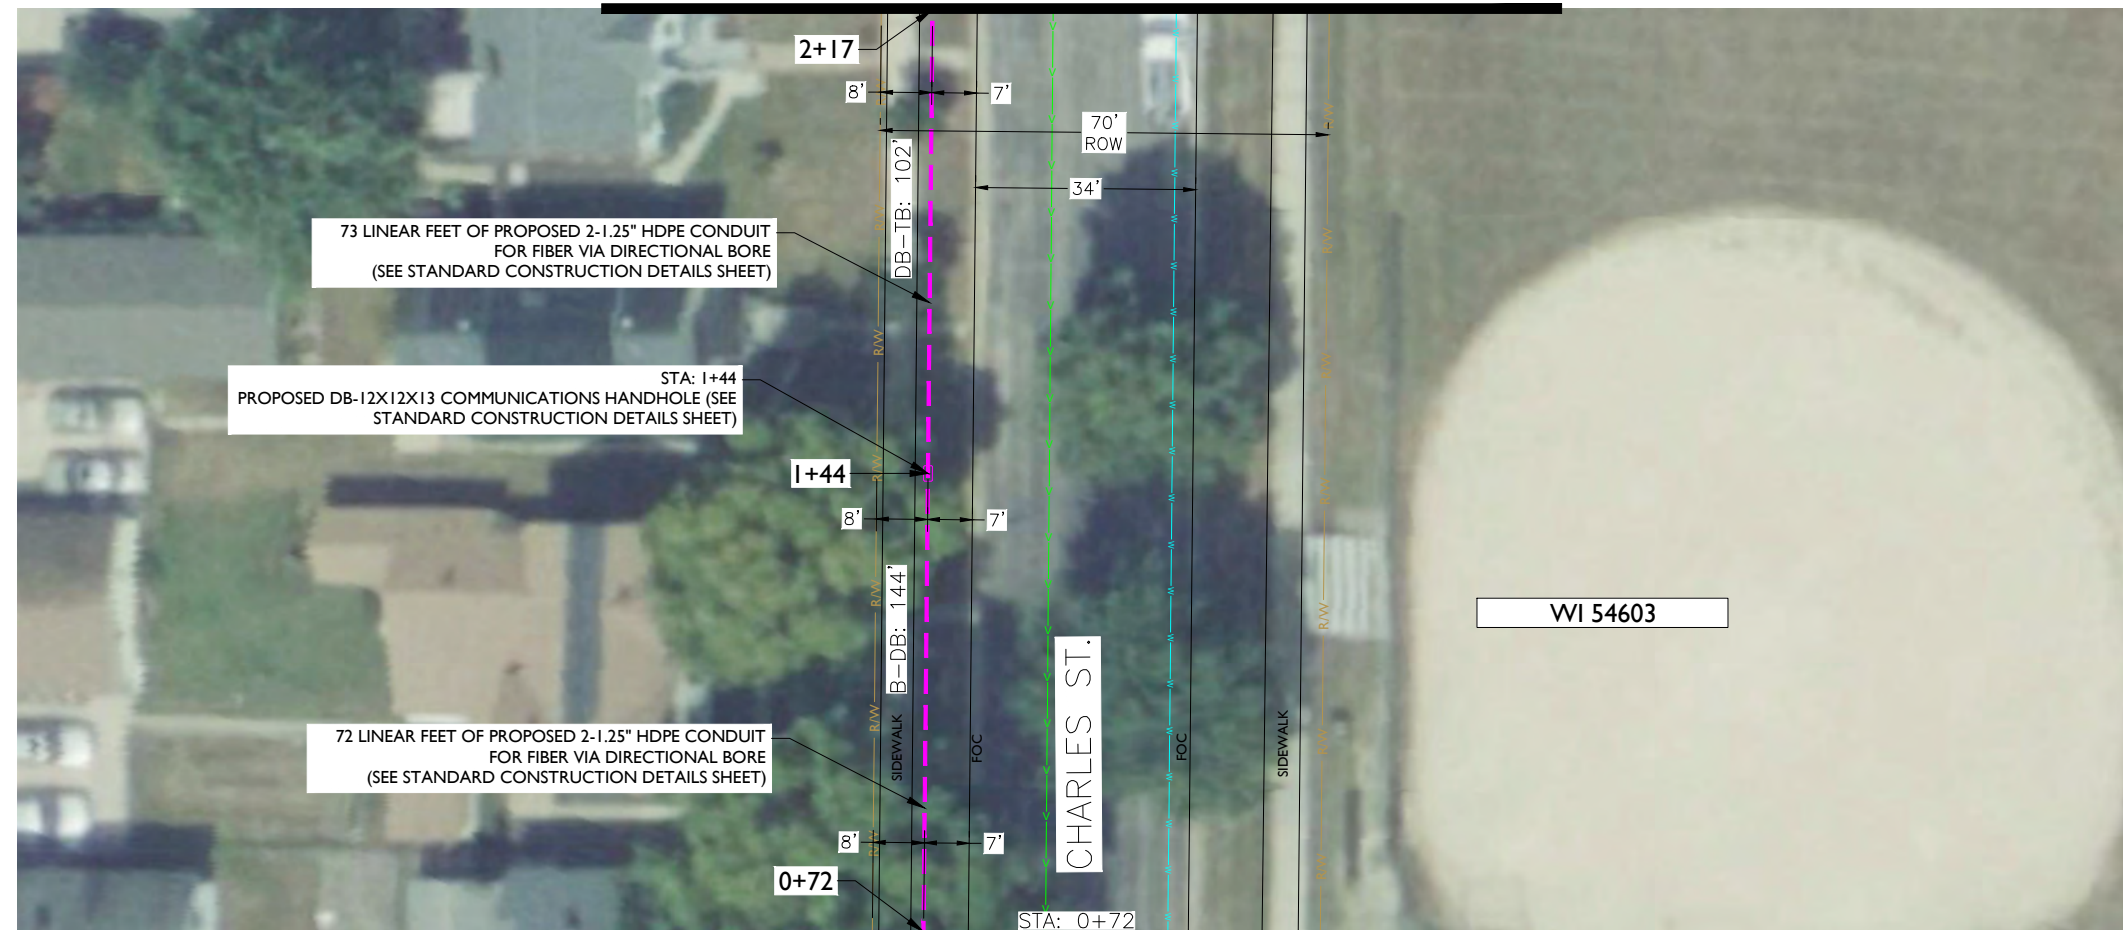 2+17
8'
7'
70'
ROW
DB-TB: 102'
34'
R/W
R/W
R/W
R/W
73 LINEAR FEET OF PROPOSED 2-1.25" HDPE CONDUIT
FOR FIBER VIA DIRECTIONAL BORE
(SEE STANDARD CONSTRUCTION DETAILS SHEET)
V
W
R/W
R/W
STA: 1+44
PROPOSED DB-12X12X13 COMMUNICATIONS HANDHOLE (SEE
STANDARD CONSTRUCTION DETAILS SHEET)
1+44
R/W
R/W
8'
7'
B-DB: 144'
R/W
R/W
WI 54603
CHARLES ST.
R/W
R/W
SIDEWALK
FOC
FOC
SIDEWALK
72 LINEAR FEET OF PROPOSED 2-1.25" HDPE CONDUIT
FOR FIBER VIA DIRECTIONAL BORE
(SEE STANDARD CONSTRUCTION DETAILS SHEET)
8'
7'
R/W
R/W
0+72
STA: 0+72